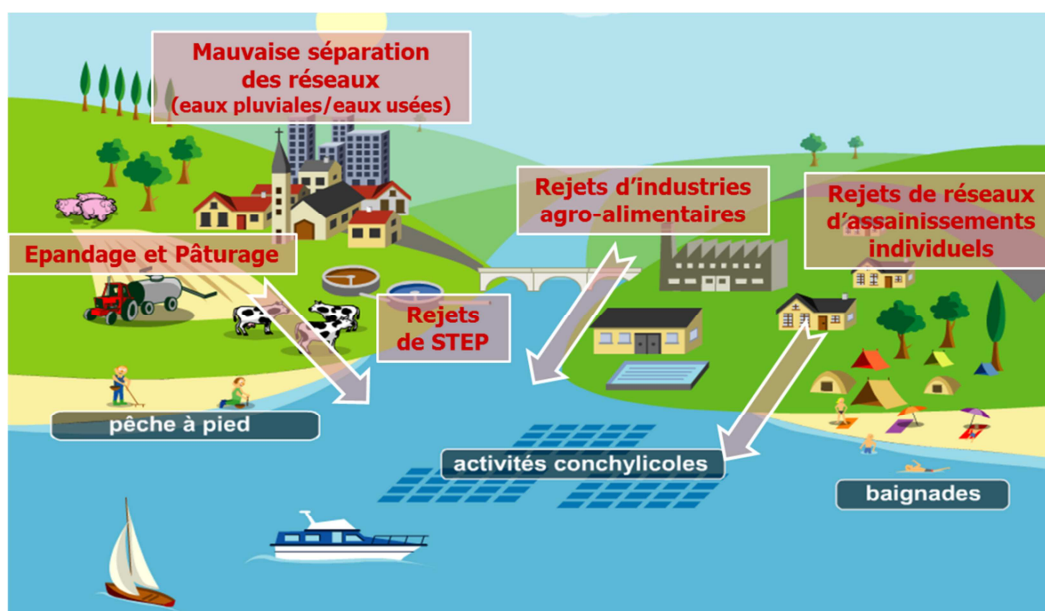 Mauvaise séparation
des réseaux
(eaux pluviales/eaux usées)
Rejets d'industries
agro-alimentaires
Rejets de réseaux
d'assainissements
individuels
Epandage et Pâturage
Rejets
de STEP
pêche à pied
activités conchylicoles
baignades